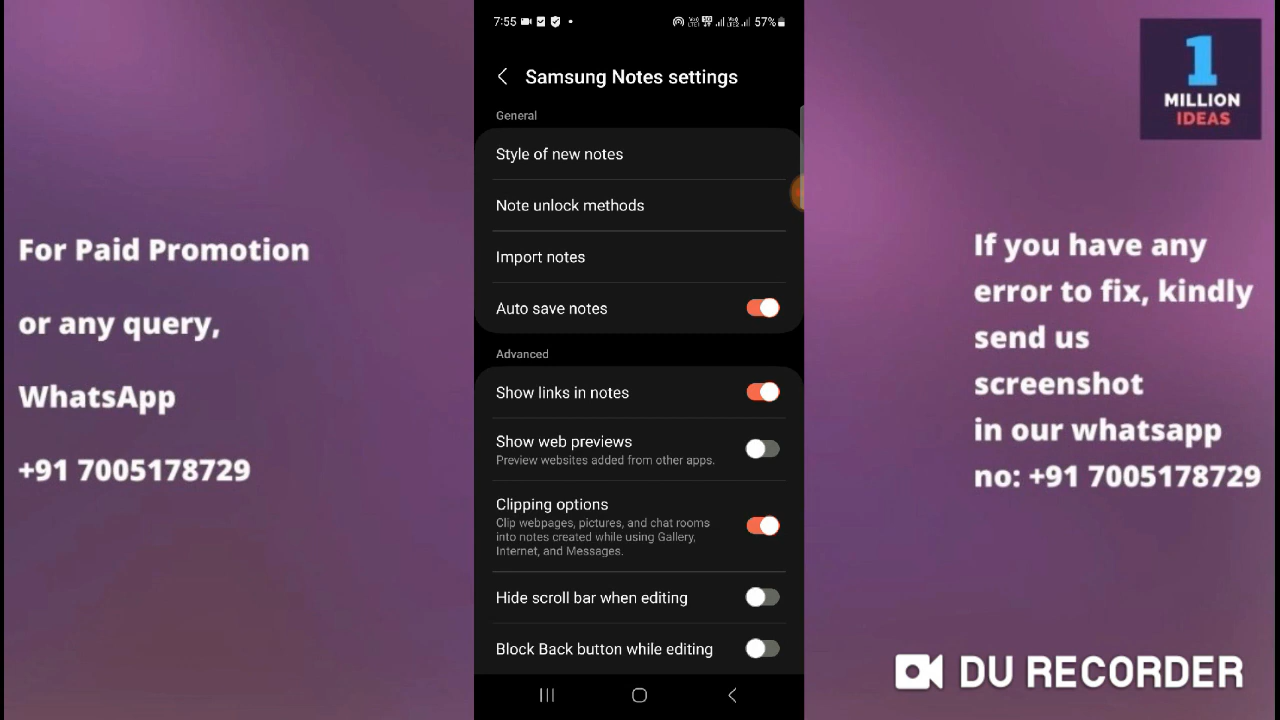 For Paid Promotion
or any query,
WhatsApp
+91 7005178729
7:55
57%
Samsung Notes settings
General
Style of new notes
Note unlock methods
Import notes
Auto save notes
Advanced
Show links in notes
Show web previews
Preview websites added from other apps.
Clipping options
Clip webpages, pictures, and chat rooms
into notes created while using Gallery,
Internet, and Messages.
Hide scroll bar when editing
Block Back button while editing
1
MILLION
IDEAS
If you have any
error to fix, kindly
send us
screenshot
in our whatsapp
no: +91 7005178729
DU RECORDER